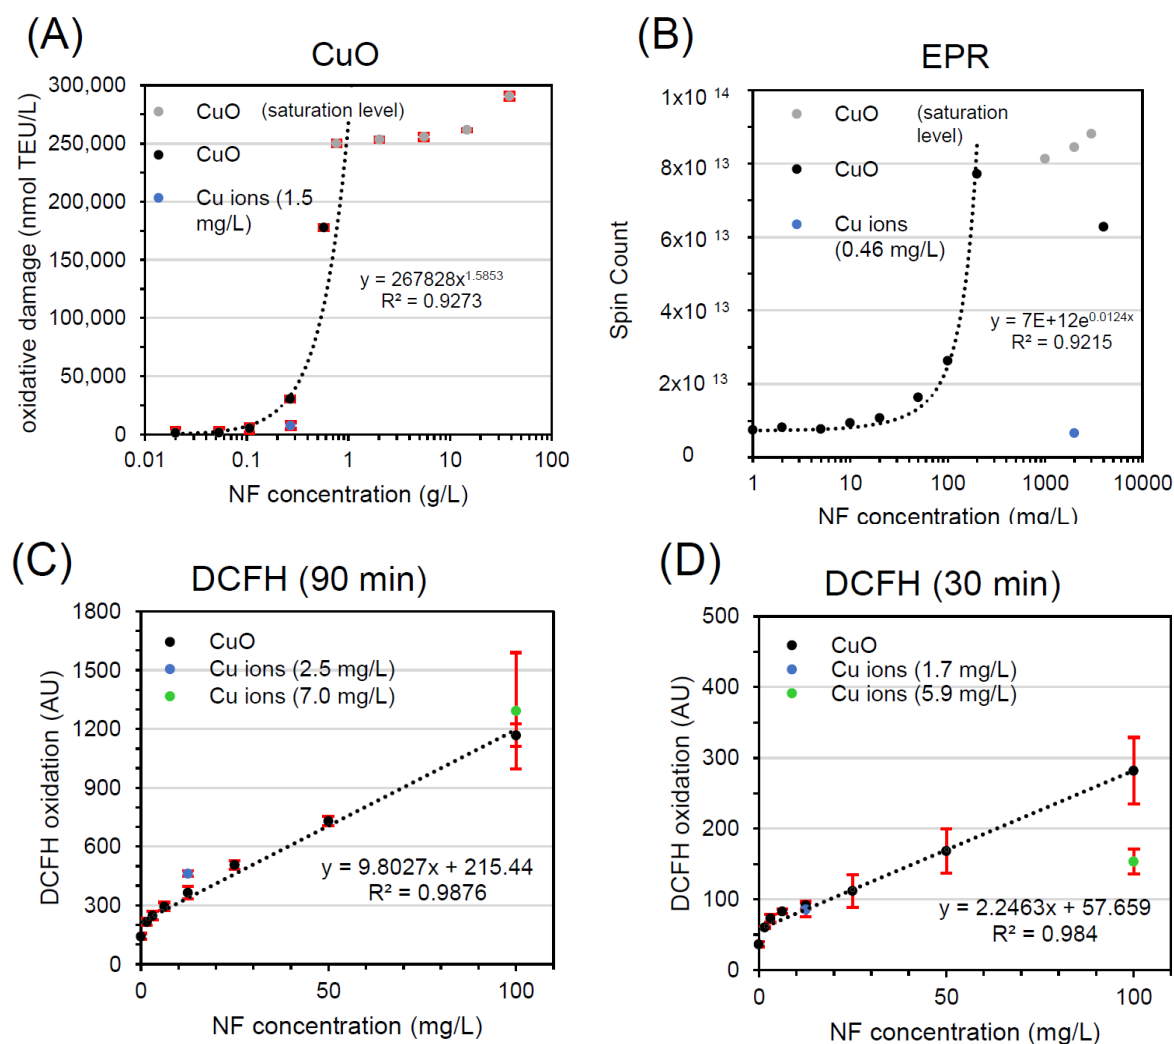 (A)
CuO
oxidative damage (nmol TEU/L)
300,000
250,000
200,000
150,000
100,000
50,000
0
CuO (saturation level)
CuO
Cu ions (1.5
mg/L)
y = 267828x^1.5853
R² = 0.9273
0.01 0.1 1 10 100
NF concentration (g/L)
(B)
EPR
Spin Count
1x10 14
8x10 13
6x10 13
4x10 13
2x10 13
0
CuO (saturation
level)
CuO
Cu ions
(0.46 mg/L)
y = 7E+12e^0.0124x
R² = 0.9215
1 10 100 1000 10000
NF concentration (mg/L)
(C)
DCFH (90 min)
DCFH oxidation (AU)
1800
1500
1200
900
600
300
0
CuO
Cu ions (2.5 mg/L)
Cu ions (7.0 mg/L)
y = 9.8027x + 215.44
R² = 0.9876
0 50 100
NF concentration (mg/L)
(D)
DCFH (30 min)
DCFH oxidation (AU)
500
400
300
200
100
0
CuO
Cu ions (1.7 mg/L)
Cu ions (5.9 mg/L)
y = 2.2463x + 57.659
R² = 0.984
0 50 100
NF concentration (mg/L)